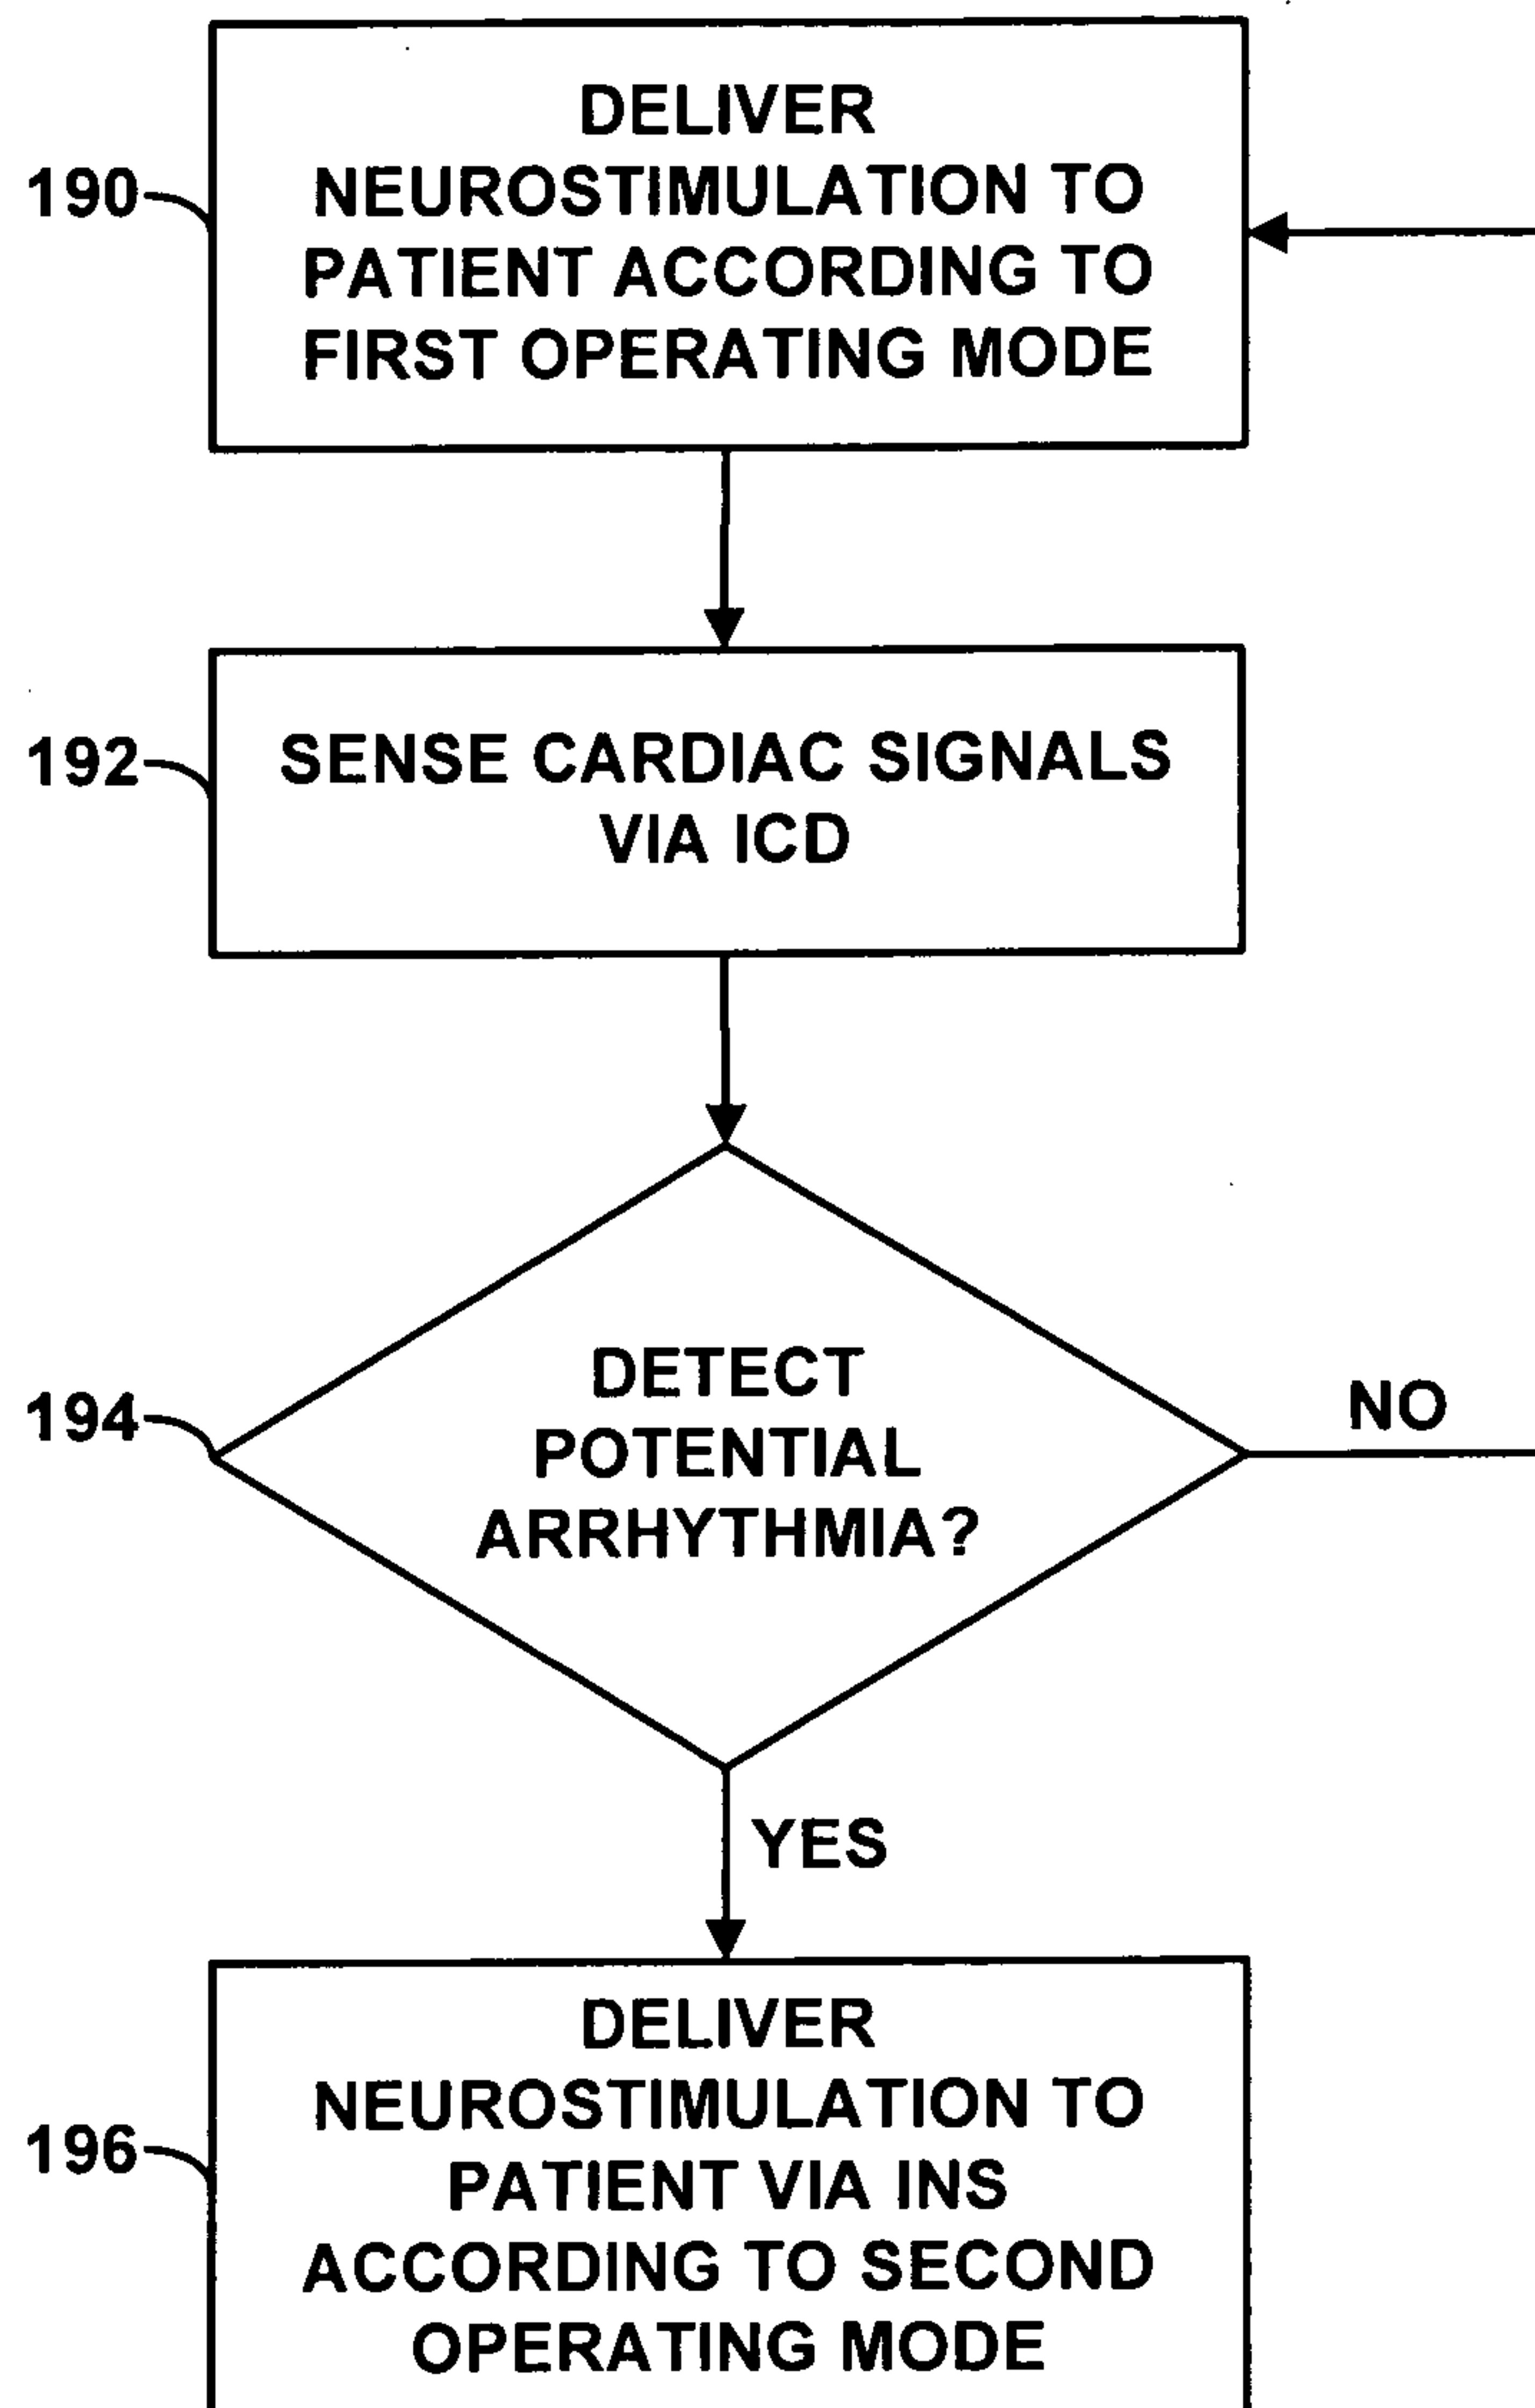 DELIVER
190
NEUROSTIMULATION TO
PATIENT ACCORDING TO
FIRST OPERATING MODE
192
SENSE CARDIAC SIGNALS
VIA ICD
194
DETECT
POTENTIAL
ARRHYTHMIA?
NO
YES
DELIVER
NEUROSTIMULATION TO
196
PATIENT VIA INS
ACCORDING TO SECOND
OPERATING MODE